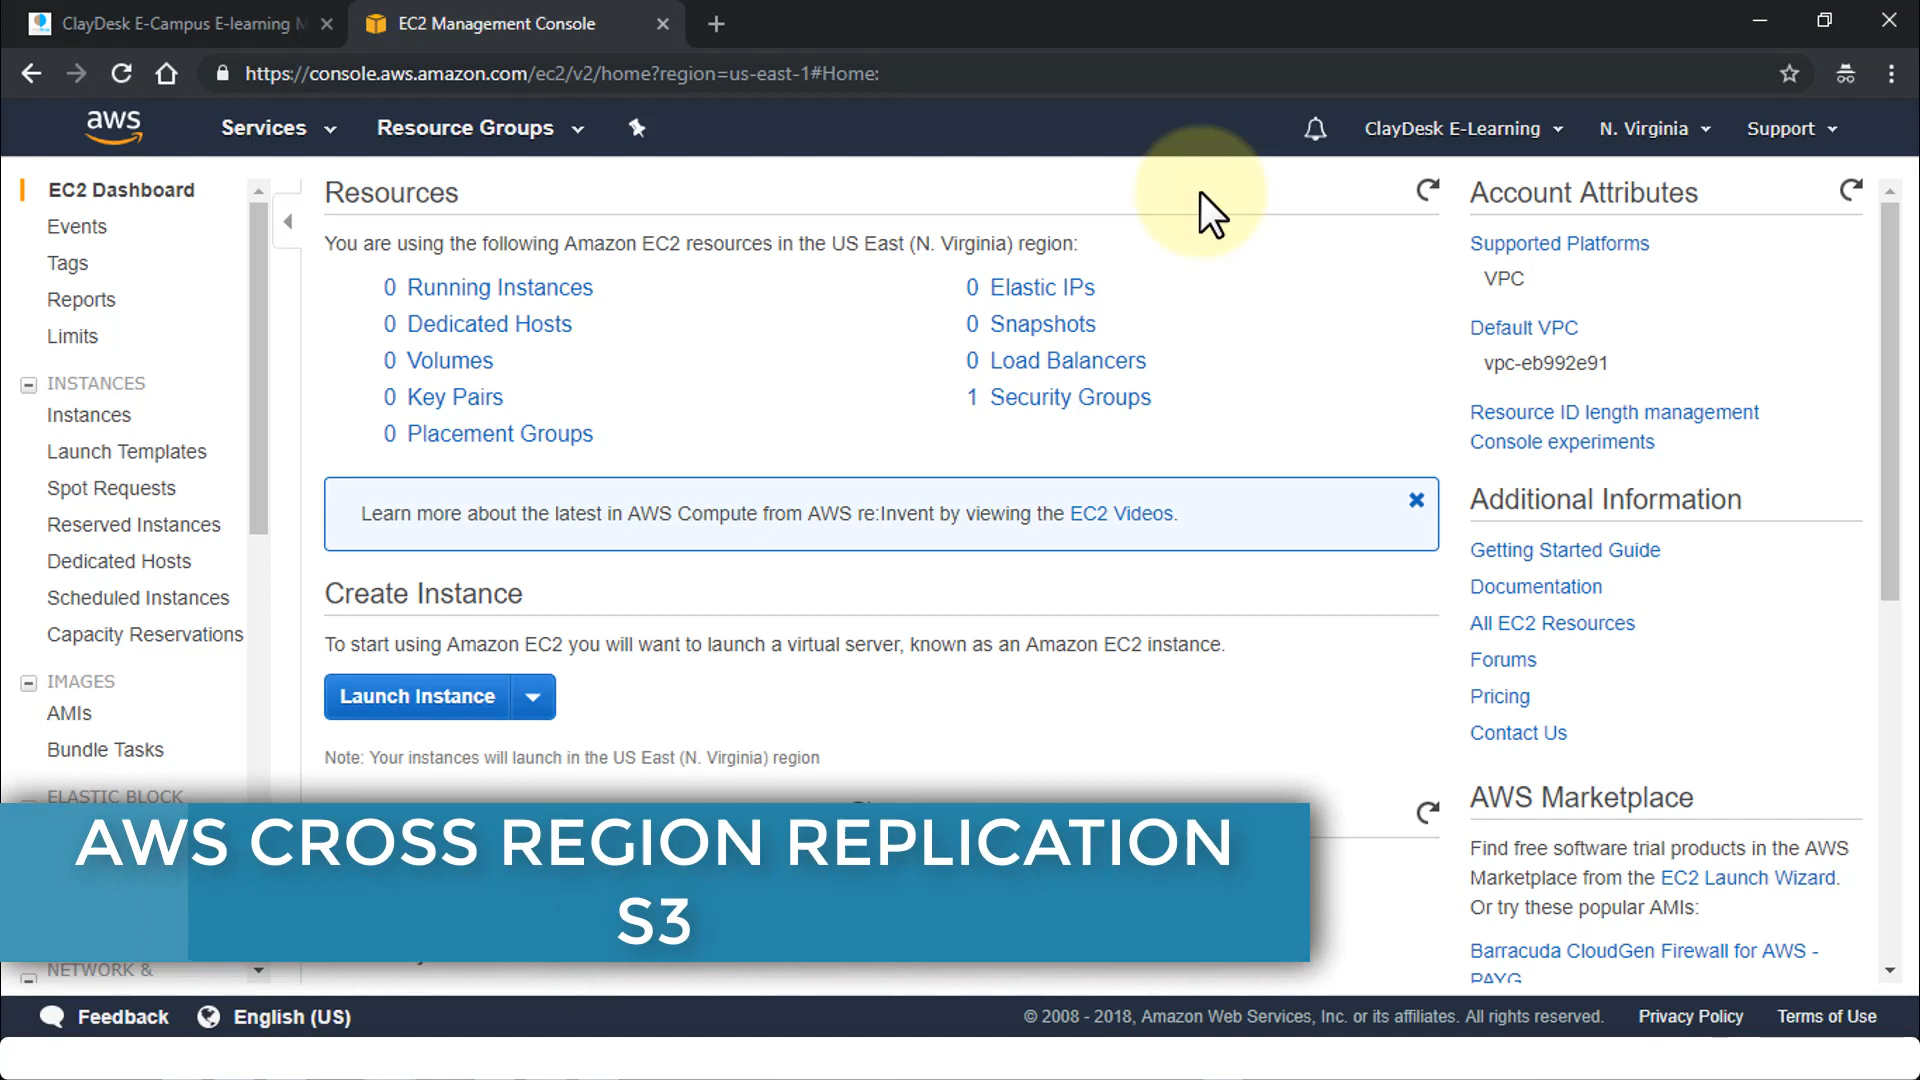 ClayDesk E-Campus E-learning M
EC2 Management Console
https://console.aws.amazon.com/ec2/v2/home?region=us-east-1#Home:
aws
Services
Resource Groups
ClayDesk E-Learning
N. Virginia
Support
EC2 Dashboard
Events
Tags
Reports
Limits
INSTANCES
Instances
Launch Templates
Spot Requests
Reserved Instances
Dedicated Hosts
Scheduled Instances
Capacity Reservations
IMAGES
AMIs
Bundle Tasks
ELASTIC BLOCK
NETWORK &
Resources
You are using the following Amazon EC2 resources in the US East (N. Virginia) region:
0 Running Instances
0 Elastic IPs
0 Dedicated Hosts
0 Snapshots
0 Volumes
0 Load Balancers
0 Key Pairs
1 Security Groups
0 Placement Groups
Learn more about the latest in AWS Compute from AWS re:Invent by viewing the EC2 Videos.
Create Instance
To start using Amazon EC2 you will want to launch a virtual server, known as an Amazon EC2 instance.
Launch Instance
Note: Your instances will launch in the US East (N. Virginia) region
AWS CROSS REGION REPLICATION
S3
Account Attributes
Supported Platforms
VPC
Default VPC
vpc-eb992e91
Resource ID length management
Console experiments
Additional Information
Getting Started Guide
Documentation
All EC2 Resources
Forums
Pricing
Contact Us
AWS Marketplace
Find free software trial products in the AWS
Marketplace from the EC2 Launch Wizard.
Or try these popular AMIs:
Barracuda CloudGen Firewall for AWS -
PAYG
Feedback
English (US)
© 2008 - 2018, Amazon Web Services, Inc. or its affiliates. All rights reserved.
Privacy Policy
Terms of Use